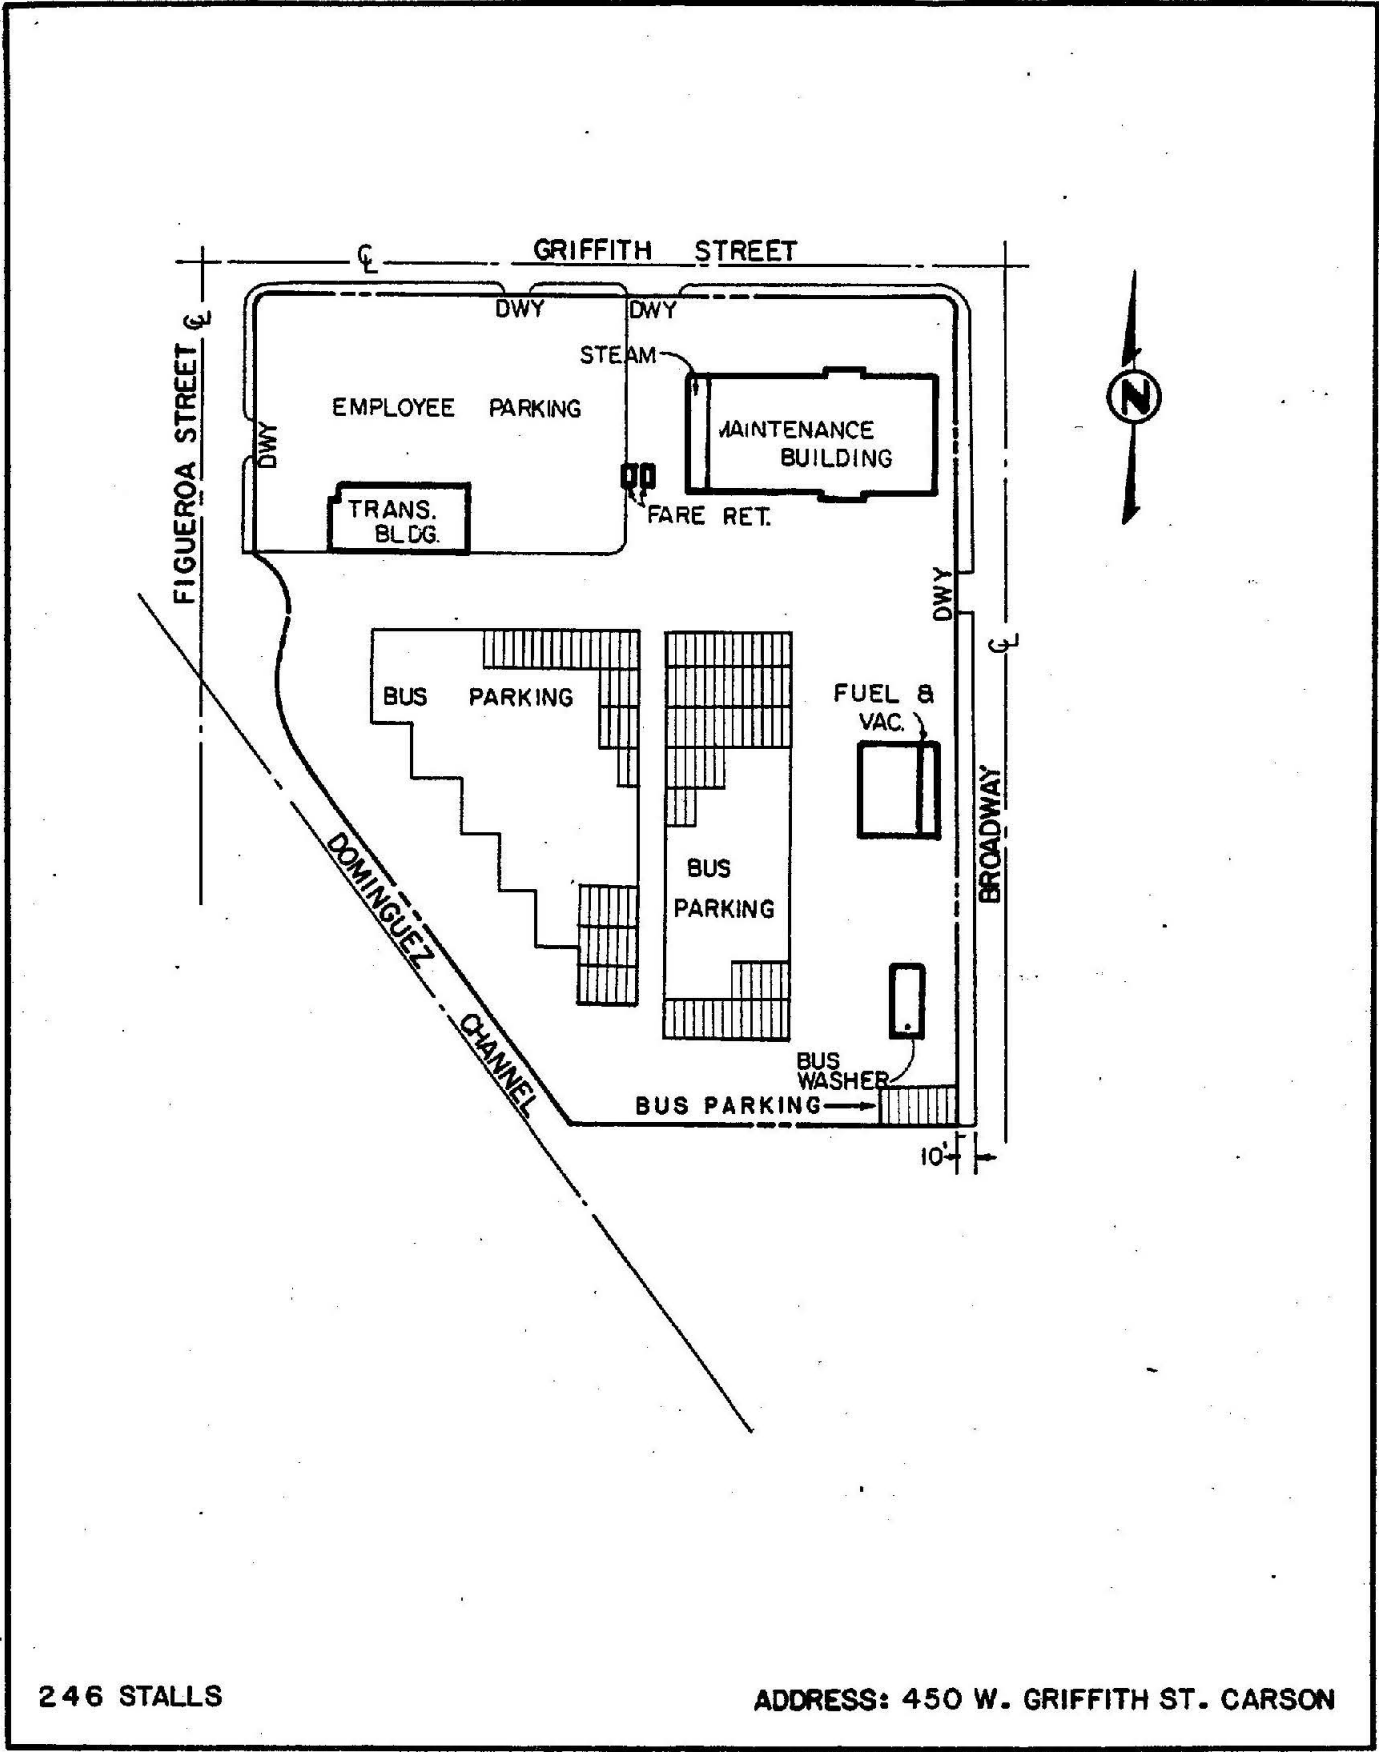 GRIFFITH STREET
℄
DWY
DWY
℄
FIGUEROA STREET
STEAM
EMPLOYEE PARKING
DWY
MAINTENANCE
BUILDING
N
TRANS.
BLDG.
FARE RET.
DWY
℄
BUS PARKING
FUEL &
VAC.
BROADWAY
DOMINGUEZ CHANNEL
BUS
PARKING
BUS
WASHER
BUS PARKING
10'
246 STALLS
ADDRESS: 450 W. GRIFFITH ST. CARSON